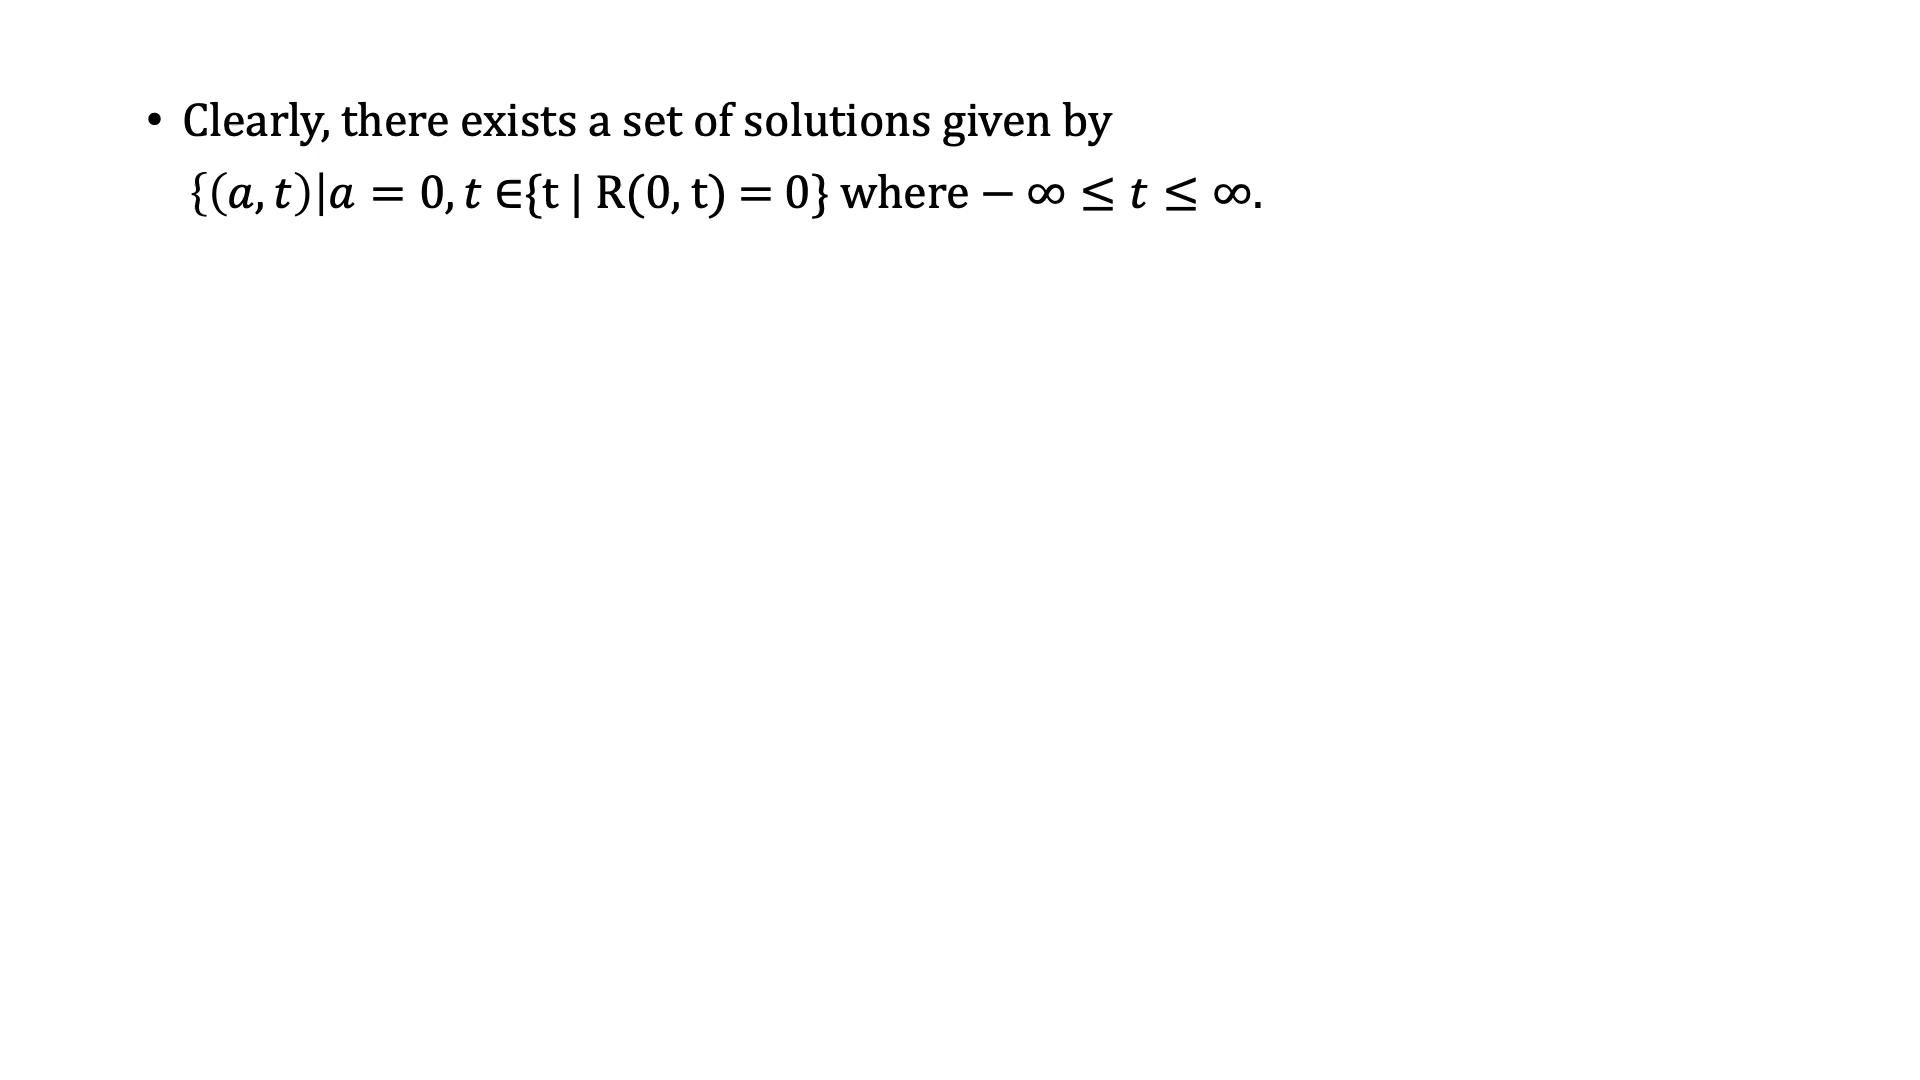 • Clearly, there exists a set of solutions given by
{(a, t)|a = 0, t ∈{t | R(0, t) = 0} where − ∞ ≤ t ≤ ∞.